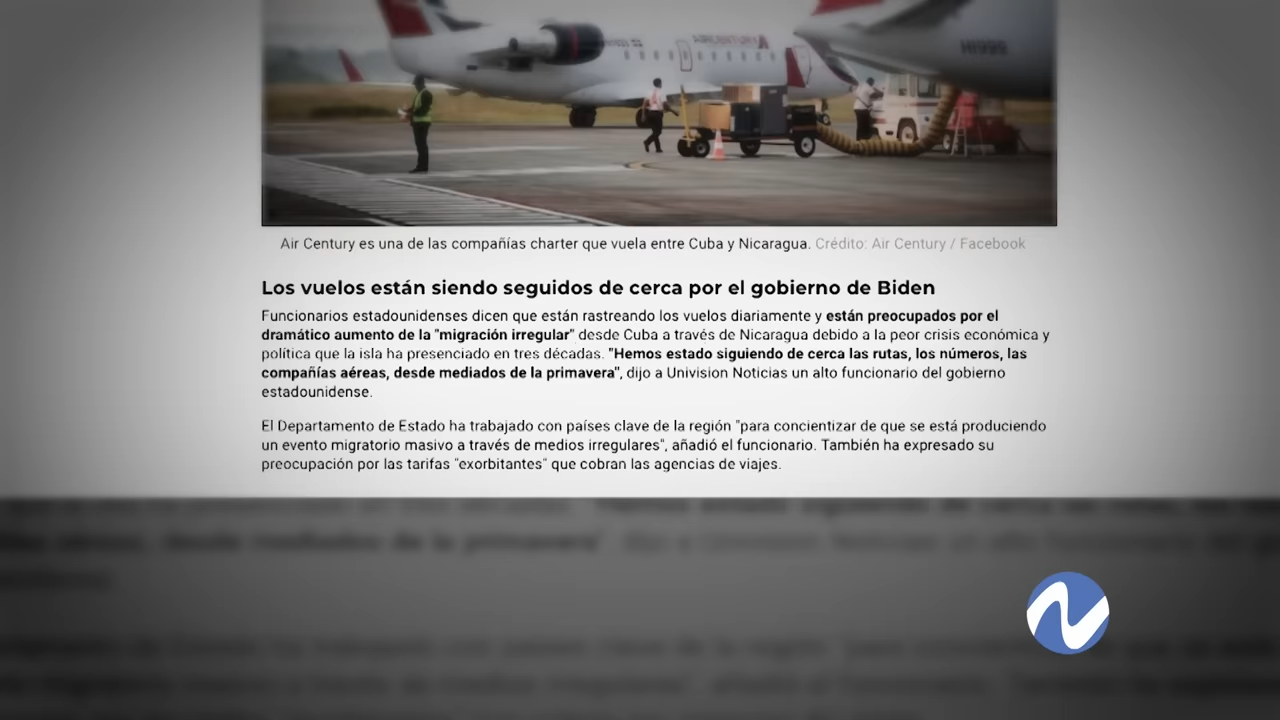 AIRCENTURY
HI999
Air Century es una de las compañías charter que vuela entre Cuba y Nicaragua. Crédito: Air Century / Facebook
Los vuelos están siendo seguidos de cerca por el gobierno de Biden
Funcionarios estadounidenses dicen que están rastreando los vuelos diariamente y están preocupados por el
dramático aumento de la "migración irregular" desde Cuba a través de Nicaragua debido a la peor crisis económica y
política que la isla ha presenciado en tres décadas. "Hemos estado siguiendo de cerca las rutas, los números, las
compañías aéreas, desde mediados de la primavera", dijo a Univision Noticias un alto funcionario del gobierno
estadounidense.
El Departamento de Estado ha trabajado con países clave de la región "para concientizar de que se está produciendo
un evento migratorio masivo a través de medios irregulares", añadió el funcionario. También ha expresado su
preocupación por las tarifas "exorbitantes" que cobran las agencias de viajes.